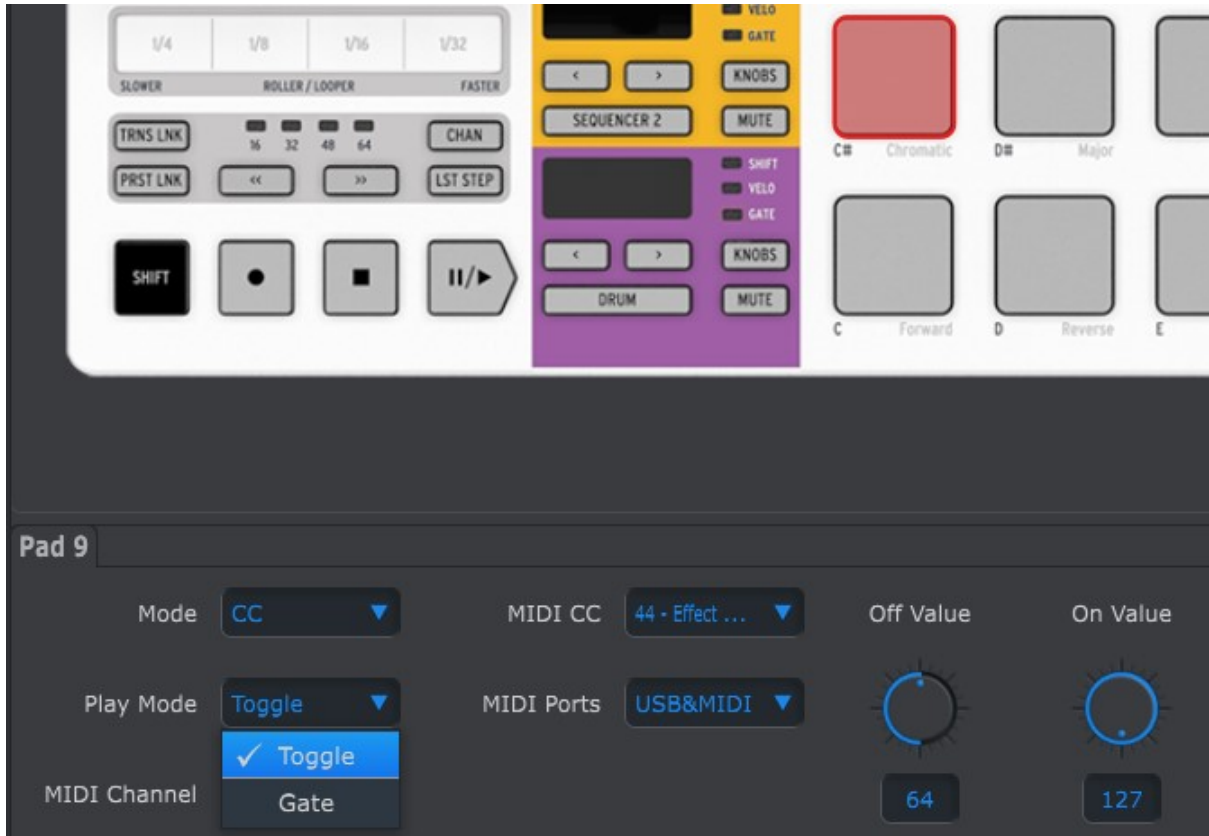 VELO
1/4 1/8 1/16 1/32
GATE
< > KNOBS
SLOWER ROLLER / LOOPER FASTER
SEQUENCER 2 MUTE
TRNS LNK 16 32 48 64 CHAN
C# Chromatic D# Major
SHIFT
PRST LNK << >> LST STEP
VELO
GATE
SHIFT
< > KNOBS
DRUM MUTE
C Forward D Reverse E
Pad 9
Mode CC MIDI CC 44 - Effect ... Off Value On Value
Play Mode Toggle MIDI Ports USB&MIDI
✓ Toggle
MIDI Channel Gate 64 127